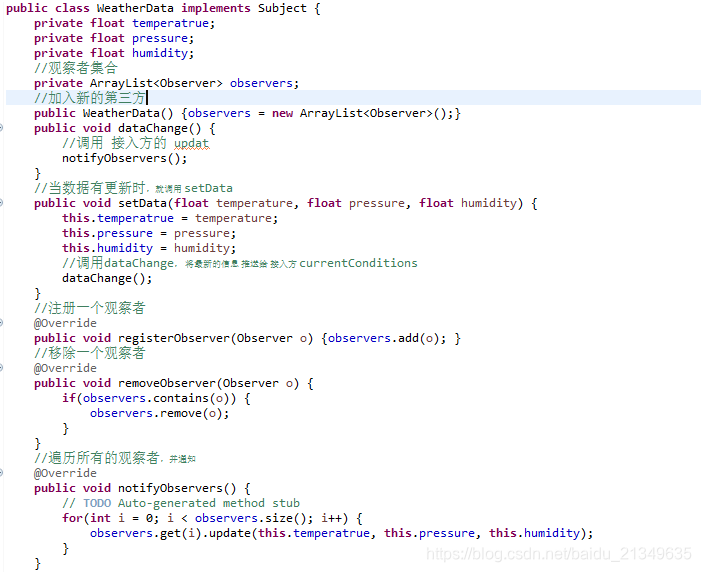 public class WeatherData implements Subject {
    private float temperatrue;
    private float pressure;
    private float humidity;
    //观察者集合
    private ArrayList<Observer> observers;
    //加入新的第三方
    public WeatherData() {observers = new ArrayList<Observer>();}
    public void dataChange() {
        //调用 接入方的 updat
        notifyObservers();
    }
    //当数据有更新时，就调用 setData
    public void setData(float temperature, float pressure, float humidity) {
        this.temperatrue = temperature;
        this.pressure = pressure;
        this.humidity = humidity;
        //调用dataChange，将最新的信息 推送给 接入方 currentConditions
        dataChange();
    }
    //注册一个观察者
    @Override
    public void registerObserver(Observer o) {observers.add(o); }
    //移除一个观察者
    @Override
    public void removeObserver(Observer o) {
        if(observers.contains(o)) {
            observers.remove(o);
        }
    }
    //遍历所有的观察者，并通知
    @Override
    public void notifyObservers() {
        // TODO Auto-generated method stub
        for(int i = 0; i < observers.size(); i++) {
            observers.get(i).update(this.temperatrue, this.pressure, this.humidity);
        }
    }
https://blog.csdn.net/baidu_21349635